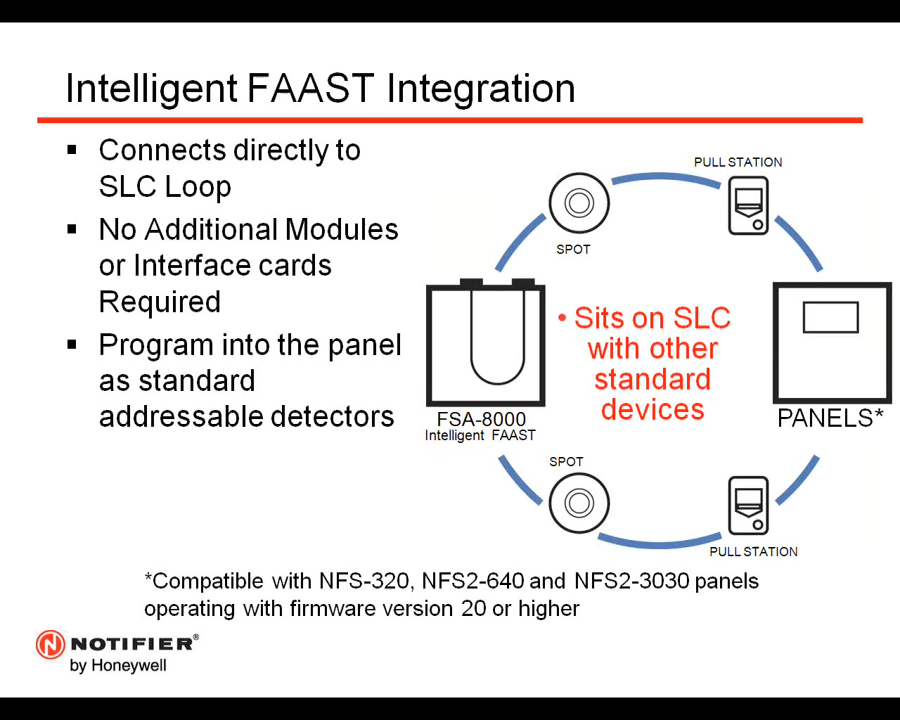 Intelligent FAAST Integration
▪ Connects directly to
SLC Loop
▪ No Additional Modules
or Interface cards
Required
▪ Program into the panel
as standard
addressable detectors
PULL STATION
SPOT
• Sits on SLC
with other
standard
devices
FSA-8000
Intelligent FAAST
PANELS*
SPOT
PULL STATION
*Compatible with NFS-320, NFS2-640 and NFS2-3030 panels
operating with firmware version 20 or higher
N NOTIFIER®
by Honeywell